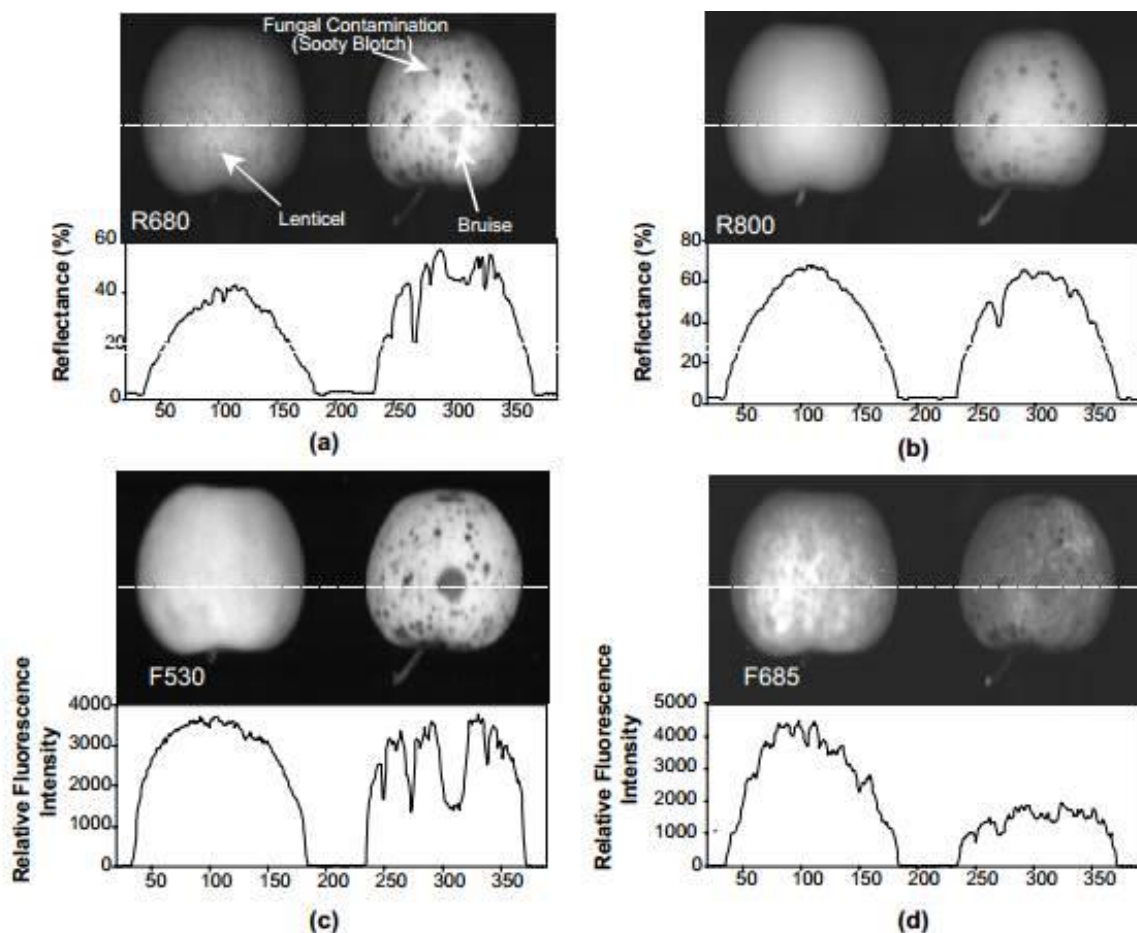 Fungal Contamination
(Sooty Blotch)
Lenticel
Bruise
R680
Reflectance (%)
60
40
20
0
50 100 150 200 250 300 350
(a)
R800
Reflectance (%)
80
60
40
20
0
50 100 150 200 250 300 350
(b)
F530
Relative Fluorescence
Intensity
4000
3000
2000
1000
0
50 100 150 200 250 300 350
(c)
F685
Relative Fluorescence
Intensity
5000
4000
3000
2000
1000
0
50 100 150 200 250 300 350
(d)